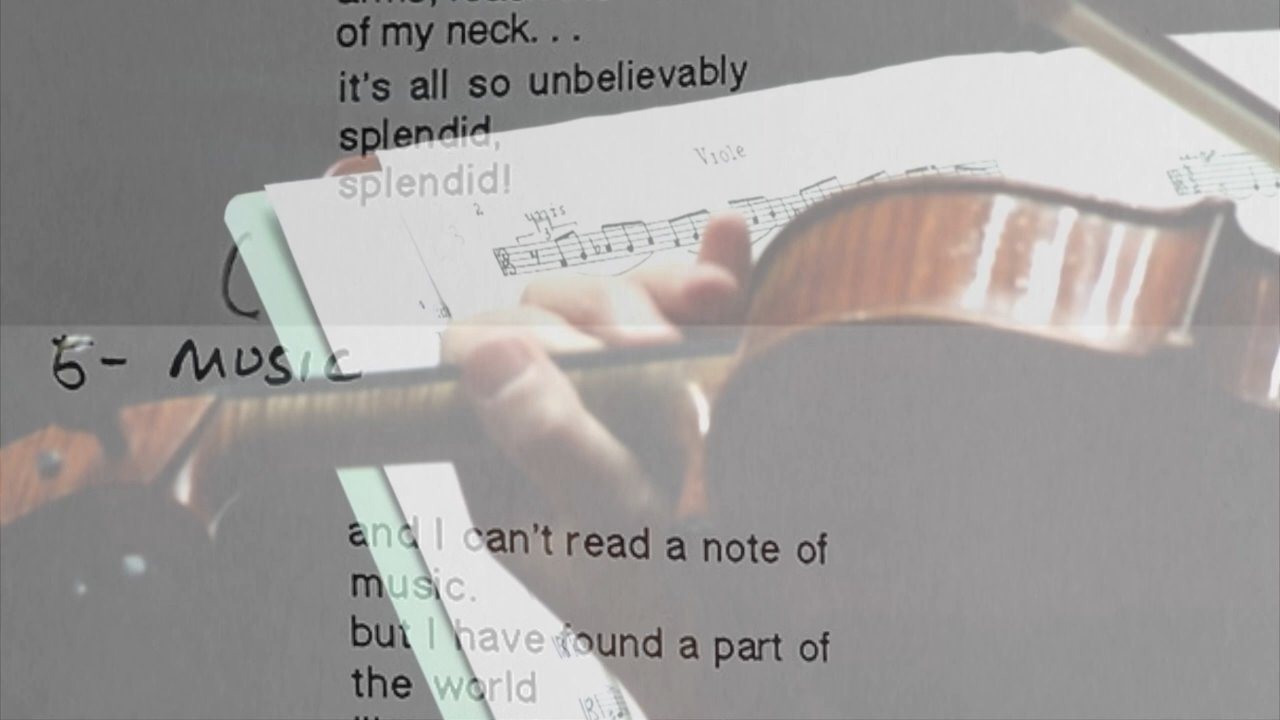 of my neck. . .
it's all so unbelievably
splendid,
splendid!
Viole
2
5- MUSIC
and I can't read a note of
music.
but I have found a part of
the world